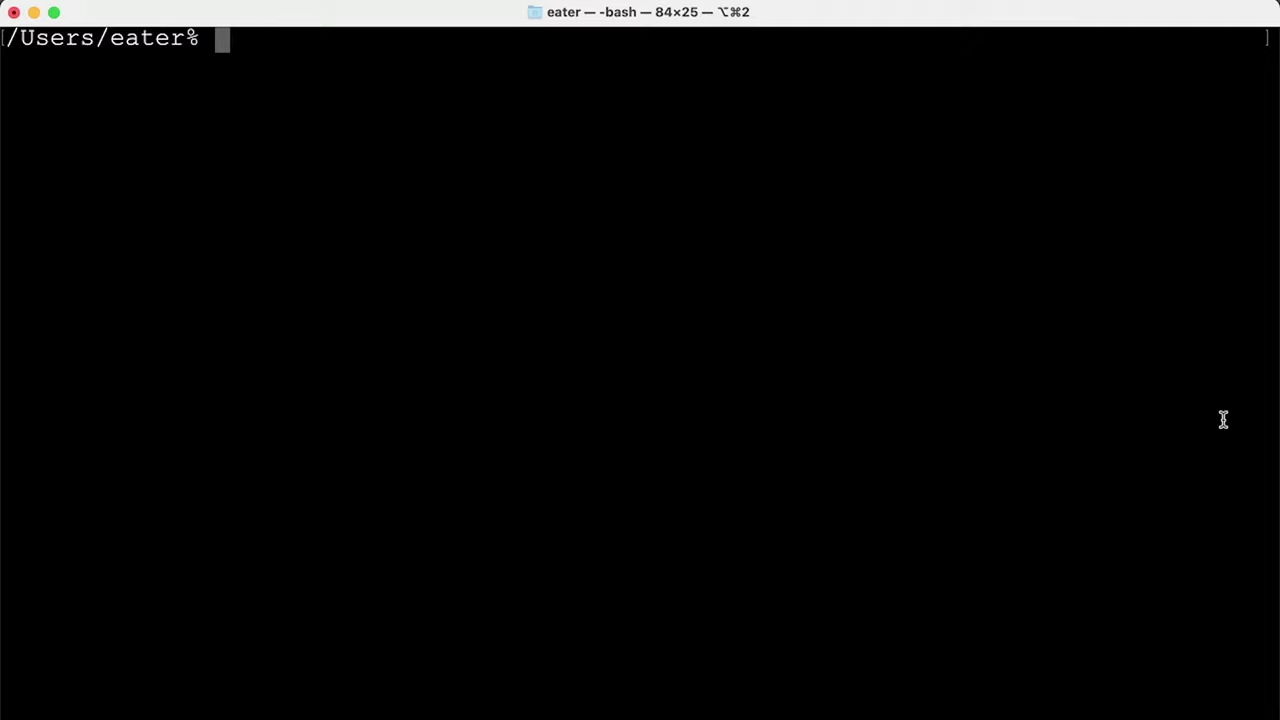 eater — -bash — 84×25 — ⌥⌘2
[/Users/eater% ]